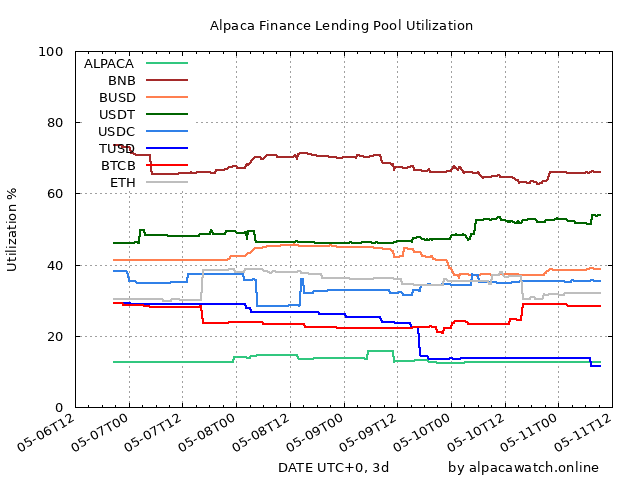 Alpaca Finance Lending Pool Utilization
100
80
60
40
20
0
Utilization %
ALPACA
BNB
BUSD
USDT
USDC
TUSD
BTCB
ETH
05-06T12
05-07T00
05-07T12
05-08T00
05-08T12
05-09T00
05-09T12
05-10T00
05-10T12
05-11T00
05-11T12
DATE UTC+0, 3d
by alpacawatch.online